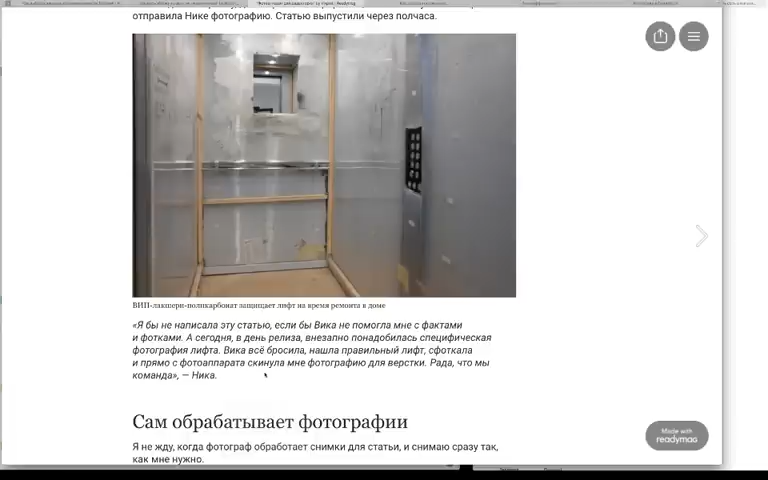 отправила Нике фотографию. Статью выпустили через полчаса.
ВИП-лакшери-поликарбонат защищает лифт на время ремонта в доме
«Я бы не написала эту статью, если бы Вика не помогла мне с фактами
и фотками. А сегодня, в день релиза, внезапно понадобилась специфическая
фотография лифта. Вика всё бросила, нашла правильный лифт, сфоткала
и прямо с фотоаппарата скинула мне фотографию для верстки. Рада, что мы
команда», — Ника.
Сам обрабатывает фотографии
Я не жду, когда фотограф обработает снимки для статьи, и снимаю сразу так,
как мне нужно.
Made with
readymag